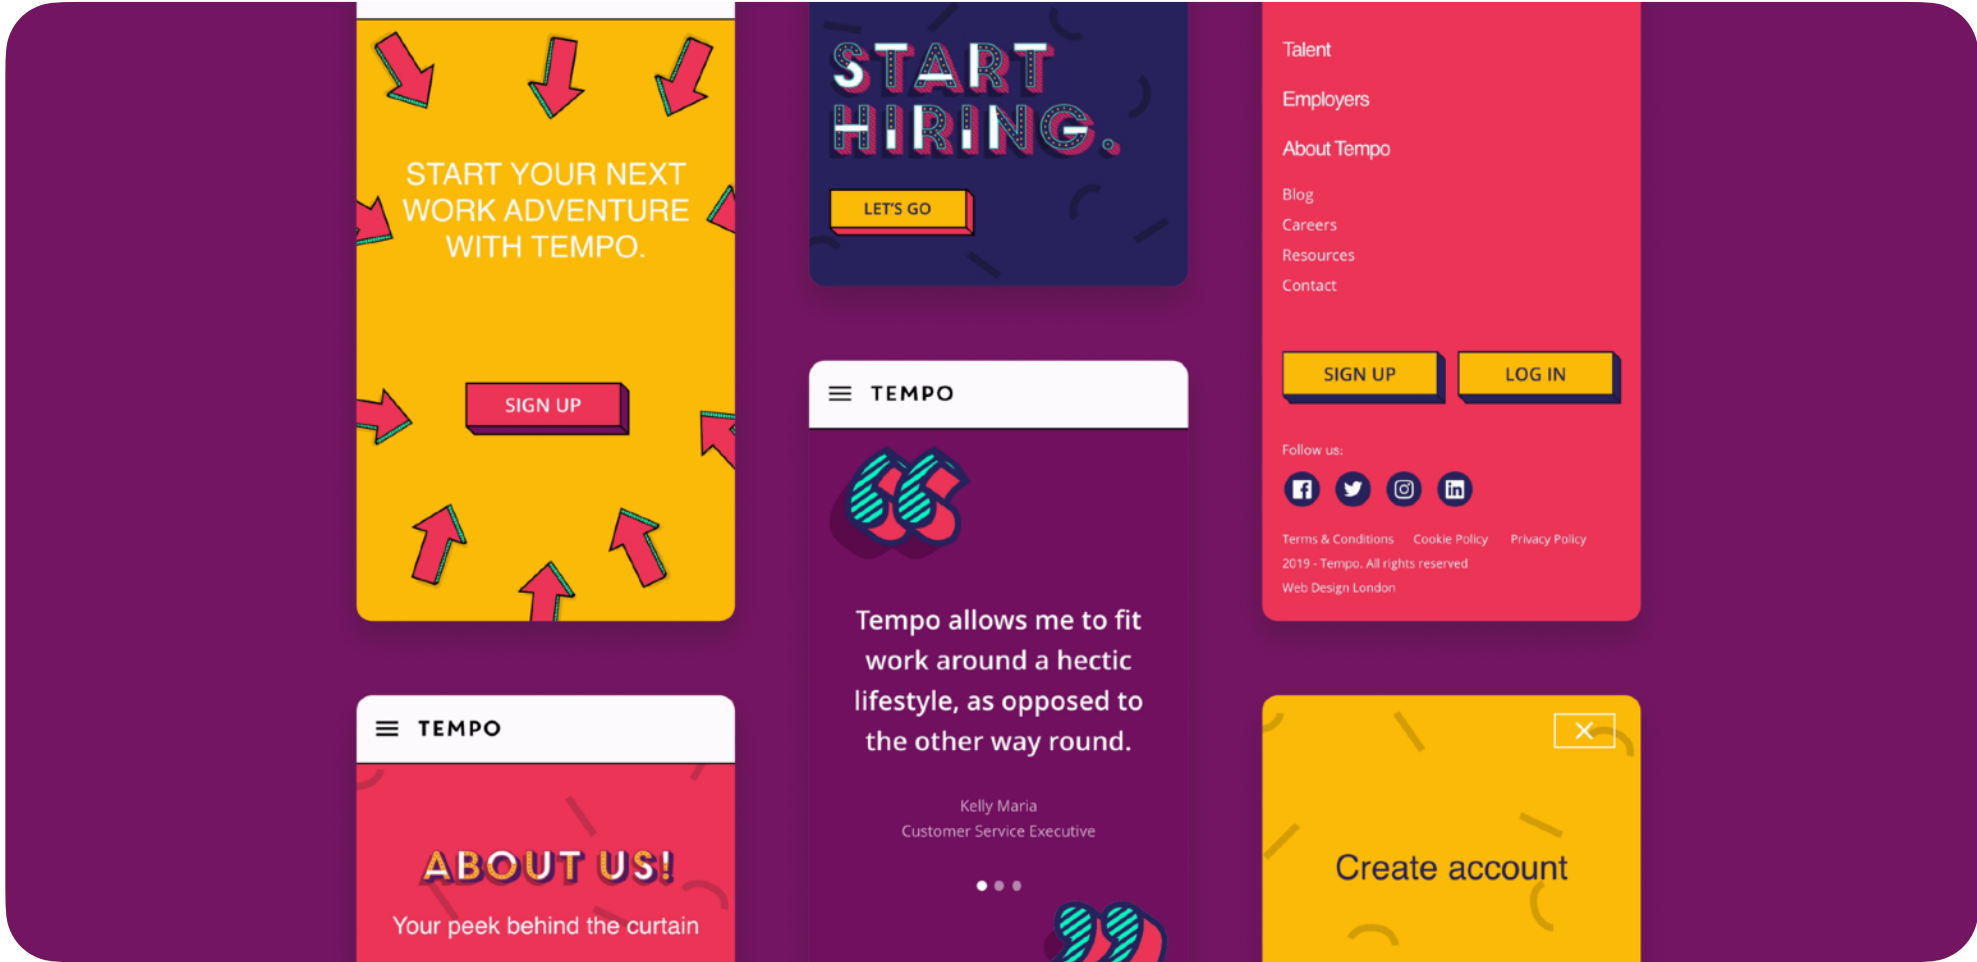 START YOUR NEXT
WORK ADVENTURE
WITH TEMPO.
SIGN UP
TEMPO
ABOUT US!
Your peek behind the curtain
START
HIRING.
LET'S GO
TEMPO
Tempo allows me to fit
work around a hectic
lifestyle, as opposed to
the other way round.
Kelly Maria
Customer Service Executive
Talent
Employers
About Tempo
Blog
Careers
Resources
Contact
SIGN UP
LOG IN
Follow us:
Terms & Conditions Cookie Policy Privacy Policy
2019 - Tempo. All rights reserved
Web Design London
Create account